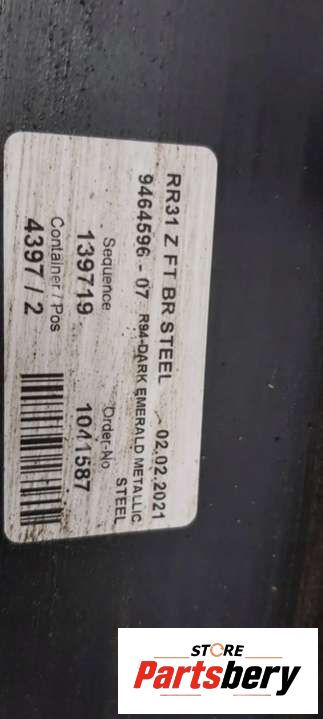 RR31 Z FT BR STEEL 02.02.2021
9464596 - 07 R94-DARK EMERALD METALLIC
STEEL
Sequence Order-No
139719 1041587
Container / Pos
4397 / 2
STORE
Partsbery